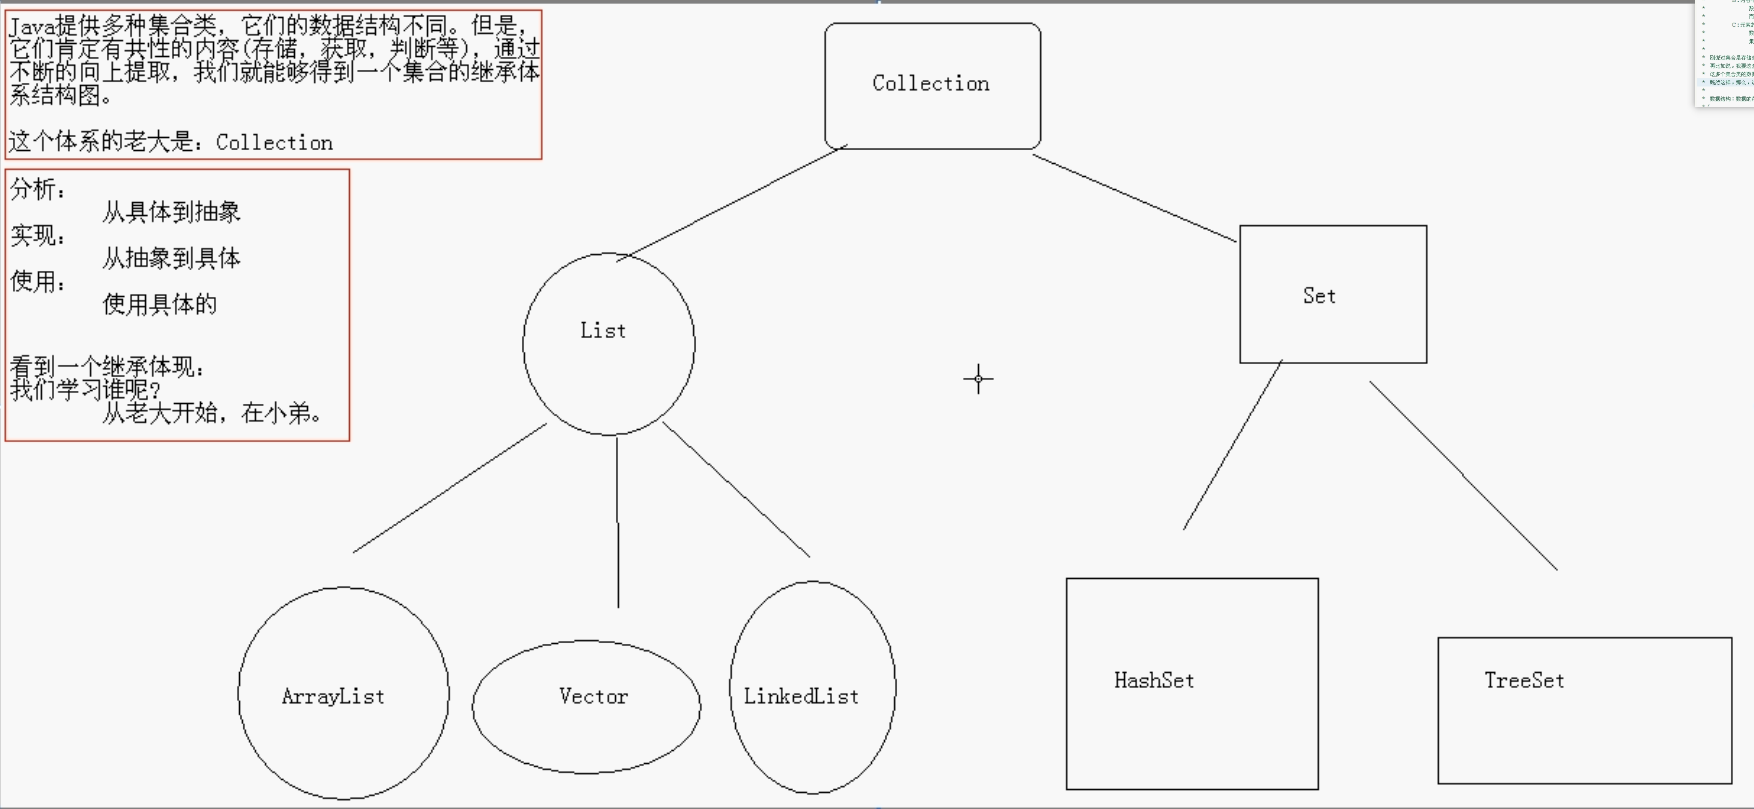 Java提供多种集合类，它们的数据结构不同。但是，
它们肯定有共性的内容(存储，获取，判断等)，通过
不断的向上提取，我们就能够得到一个集合的继承体
系结构图。
这个体系的老大是：Collection
分析：
从具体到抽象
实现：
从抽象到具体
使用：
使用具体的
看到一个继承体现：
我们学习谁呢？
从老大开始，在小弟。
Collection
List
Set
ArrayList
Vector
LinkedList
HashSet
TreeSet